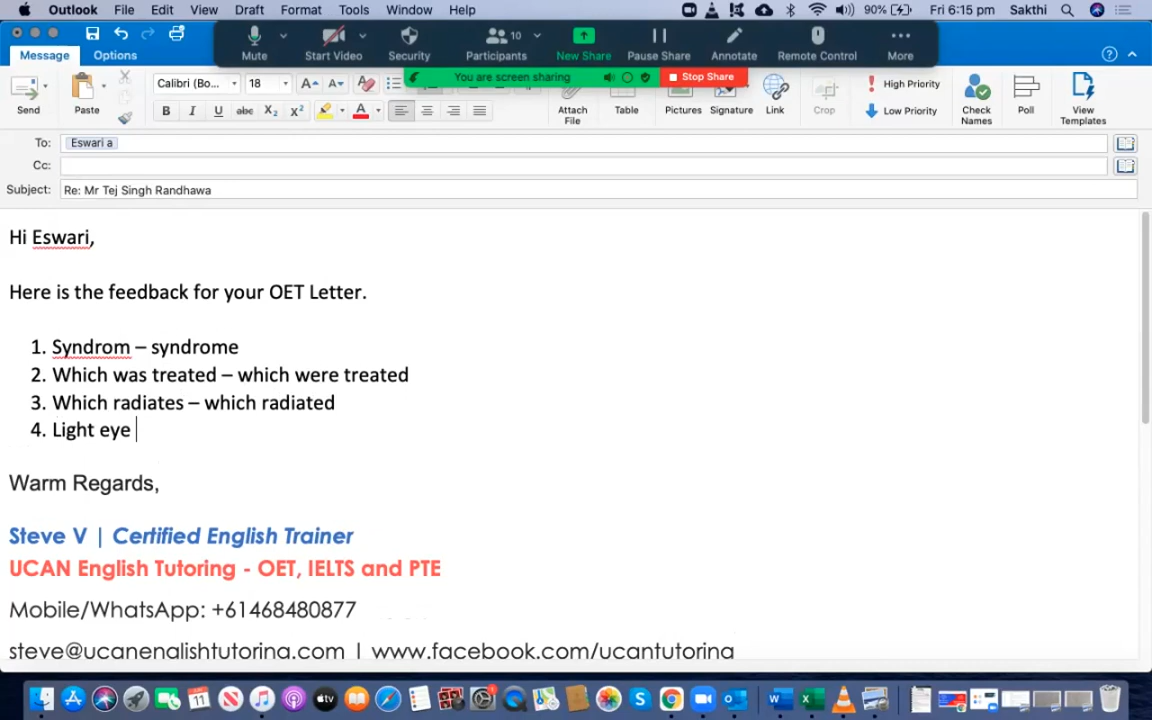 Outlook File Edit View Draft Format Tools Window Help 90% Fri 6:15 pm Sakthi
Mute Start Video Security Participants 10 New Share Pause Share Annotate Remote Control More
Message Options
You are screen sharing Stop Share
Send Paste Calibri (Bo... 18 Attach File Table Pictures Signature Link Crop High Priority Low Priority Check Names Poll View Templates
To: Eswari a
Cc:
Subject: Re: Mr Tej Singh Randhawa
Hi Eswari,
Here is the feedback for your OET Letter.
1. Syndrom – syndrome
2. Which was treated – which were treated
3. Which radiates – which radiated
4. Light eye
Warm Regards,
Steve V | Certified English Trainer
UCAN English Tutoring - OET, IELTS and PTE
Mobile/WhatsApp: +61468480877
steve@ucanenalishtutorina.com | www.facebook.com/ucantutorina